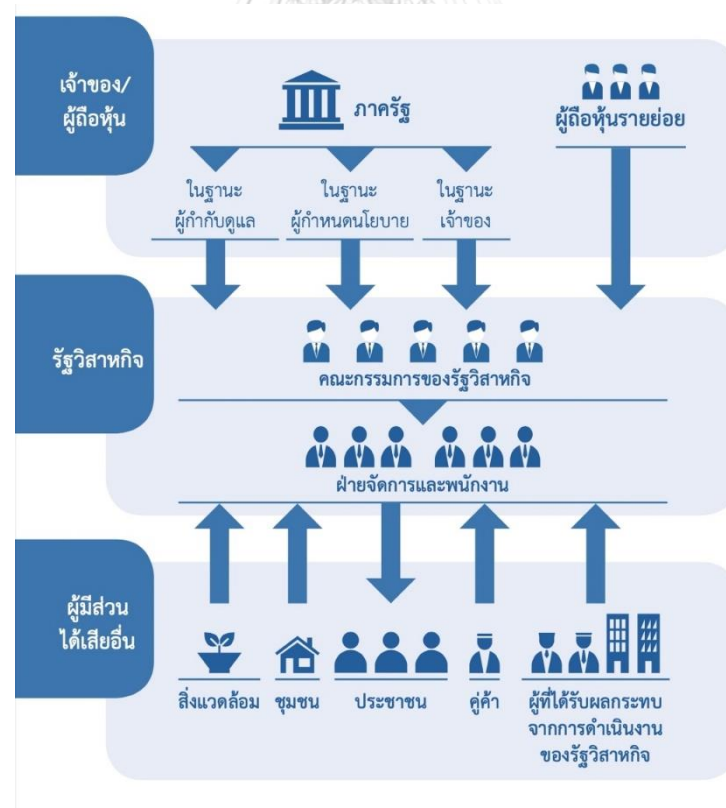 เจ้าของ/
ผู้ถือหุ้น
ภาครัฐ
ผู้ถือหุ้นรายย่อย
ในฐานะ
ผู้กำกับดูแล
ในฐานะ
ผู้กำหนดนโยบาย
ในฐานะ
เจ้าของ
รัฐวิสาหกิจ
คณะกรรมการของรัฐวิสาหกิจ
ฝ่ายจัดการและพนักงาน
ผู้มีส่วน
ได้เสียอื่น
สิ่งแวดล้อม
ชุมชน
ประชาชน
คู่ค้า
ผู้ที่ได้รับผลกระทบ
จากการดำเนินงาน
ของรัฐวิสาหกิจ